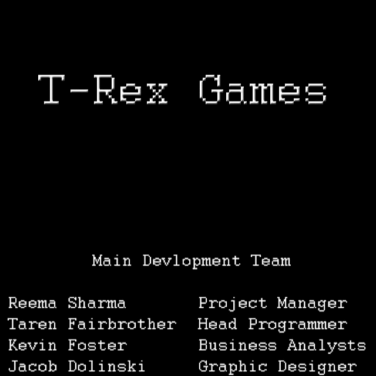 T-Rex Games
Main Devlopment Team
Reema Sharma Project Manager
Taren Fairbrother Head Programmer
Kevin Foster Business Analysts
Jacob Dolinski Graphic Designer